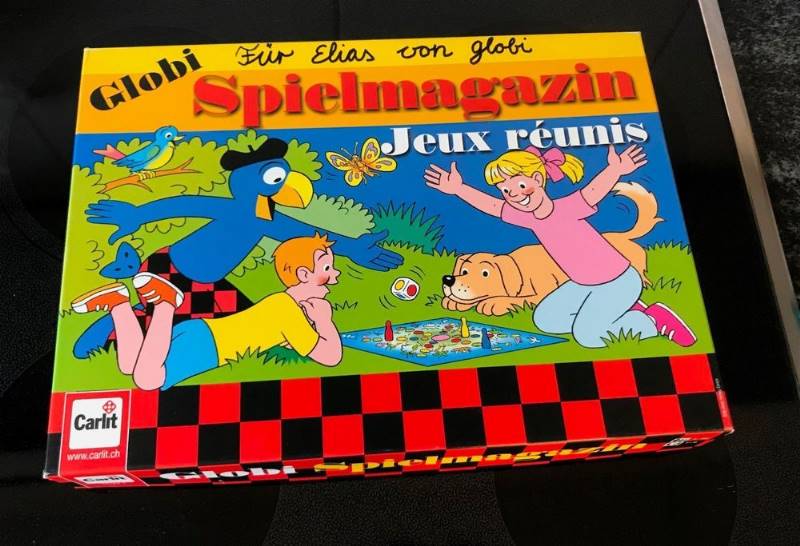 Für Elias von globi
Globi
Spielmagazin
Jeux réunis
Carlit
www.carlit.ch
Carlit
Globi Spielmagazin